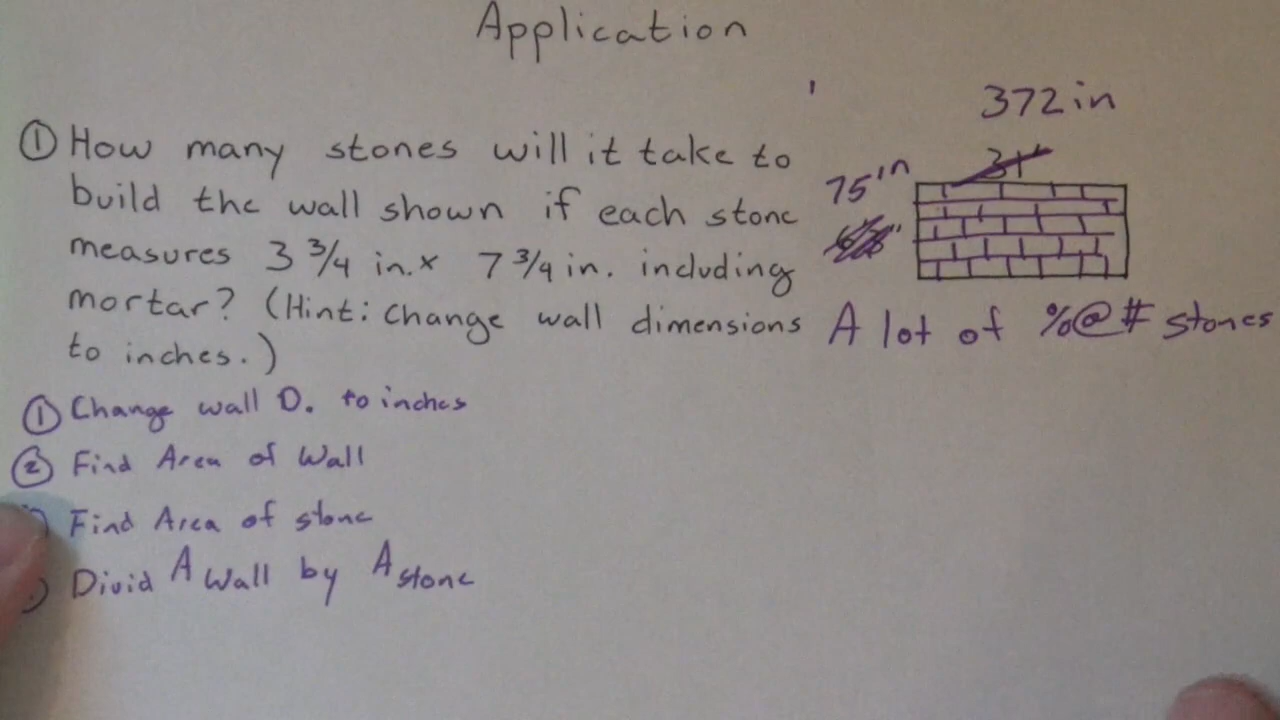 Application
① How many stones will it take to
build the wall shown if each stone
measures 3 3/4 in. x 7 3/4 in. including
mortar? (Hint: Change wall dimensions
to inches.)
372 in
31'
75 in
A lot of %@# stones
① Change wall D. to inches
② Find Area of Wall
Find Area of stone
Divid A wall by A stone